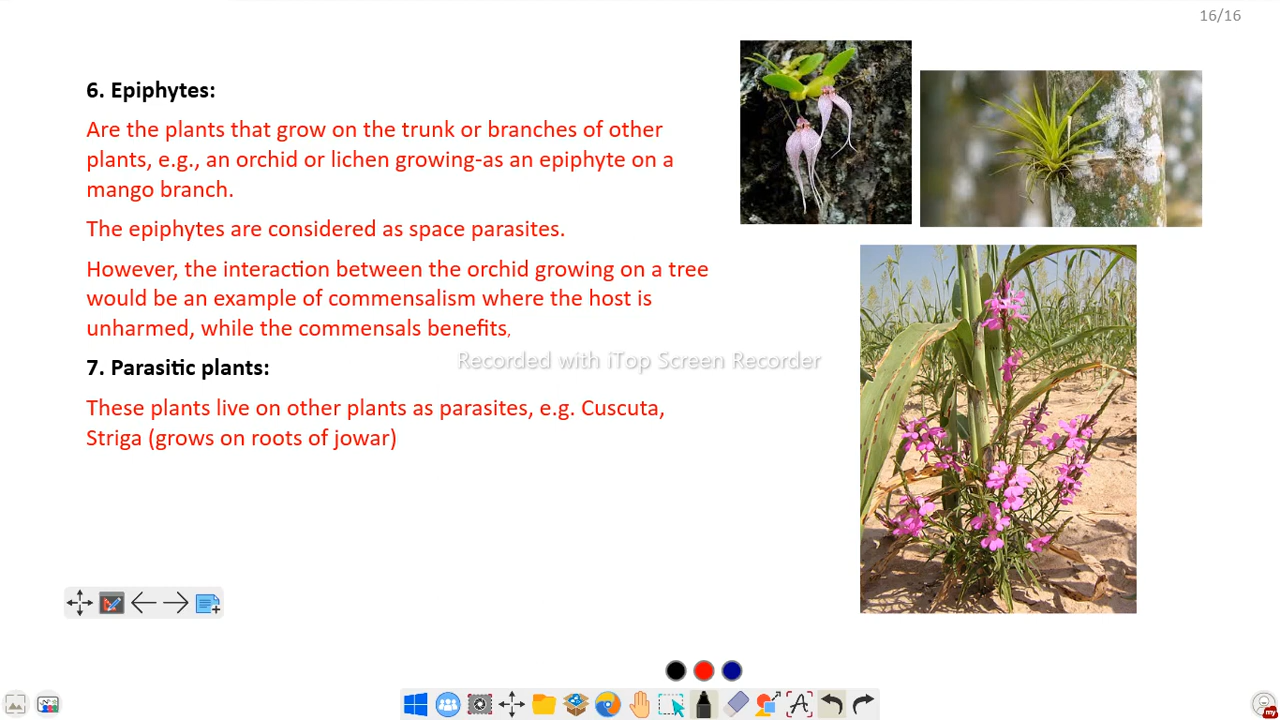 16/16
6. Epiphytes:
Are the plants that grow on the trunk or branches of other
plants, e.g., an orchid or lichen growing-as an epiphyte on a
mango branch.
The epiphytes are considered as space parasites.
However, the interaction between the orchid growing on a tree
would be an example of commensalism where the host is
unharmed, while the commensals benefits,
Recorded with iTop Screen Recorder
7. Parasitic plants:
These plants live on other plants as parasites, e.g. Cuscuta,
Striga (grows on roots of jowar)
my